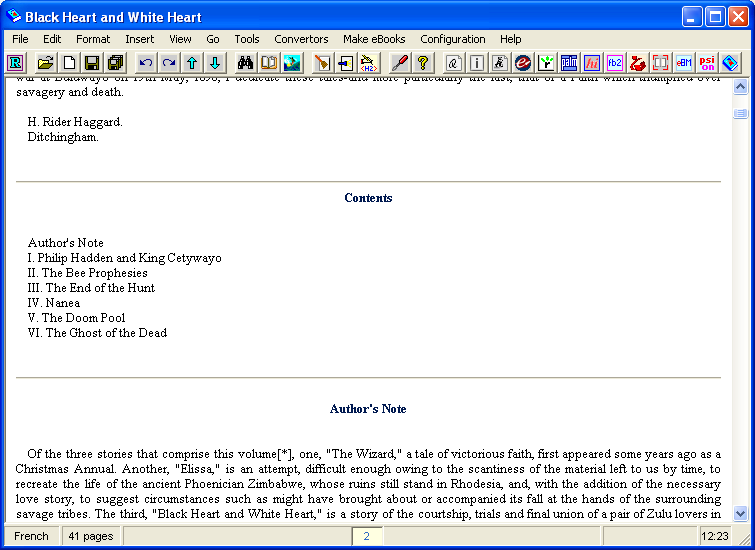 Black Heart and White Heart
File Edit Format Insert View Go Tools Convertors Make eBooks Configuration Help
R a i hi fb2 eBM psi on
savagery and death.
H. Rider Haggard.
Ditchingham.
Contents
Author's Note
I. Philip Hadden and King Cetywayo
II. The Bee Prophesies
III. The End of the Hunt
IV. Nanea
V. The Doom Pool
VI. The Ghost of the Dead
Author's Note
Of the three stories that comprise this volume[*], one, "The Wizard," a tale of victorious faith, first appeared some years ago as a
Christmas Annual. Another, "Elissa," is an attempt, difficult enough owing to the scantiness of the material left to us by time, to
recreate the life of the ancient Phoenician Zimbabwe, whose ruins still stand in Rhodesia, and, with the addition of the necessary
love story, to suggest circumstances such as might have brought about or accompanied its fall at the hands of the surrounding
savage tribes. The third, "Black Heart and White Heart," is a story of the courtship, trials and final union of a pair of Zulu lovers in
French 41 pages 2 12:23